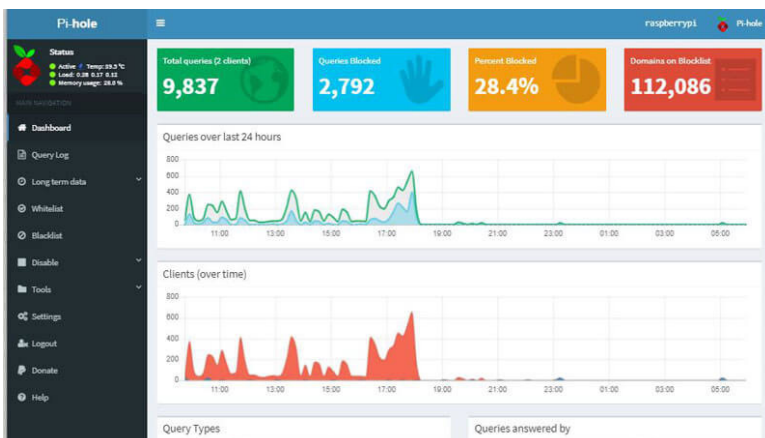 Pi-hole
raspberrypi
Pi-hole
Status
Active Temp: 39.5 °C
Load: 0.28 0.17 0.12
Memory usage: 28.0 %
MAIN NAVIGATION
Dashboard
Query Log
Long term data
Whitelist
Blacklist
Disable
Tools
Settings
Logout
Donate
Help
Total queries (2 clients)
9,837
Queries Blocked
2,792
Percent Blocked
28.4%
Domains on Blocklist
112,086
Queries over last 24 hours
800
600
400
200
0
11:00 13:00 15:00 17:00 19:00 21:00 23:00 01:00 03:00 05:00
Clients (over time)
800
600
400
200
0
11:00 13:00 15:00 17:00 19:00 21:00 23:00 01:00 03:00 05:00
Query Types
Queries answered by